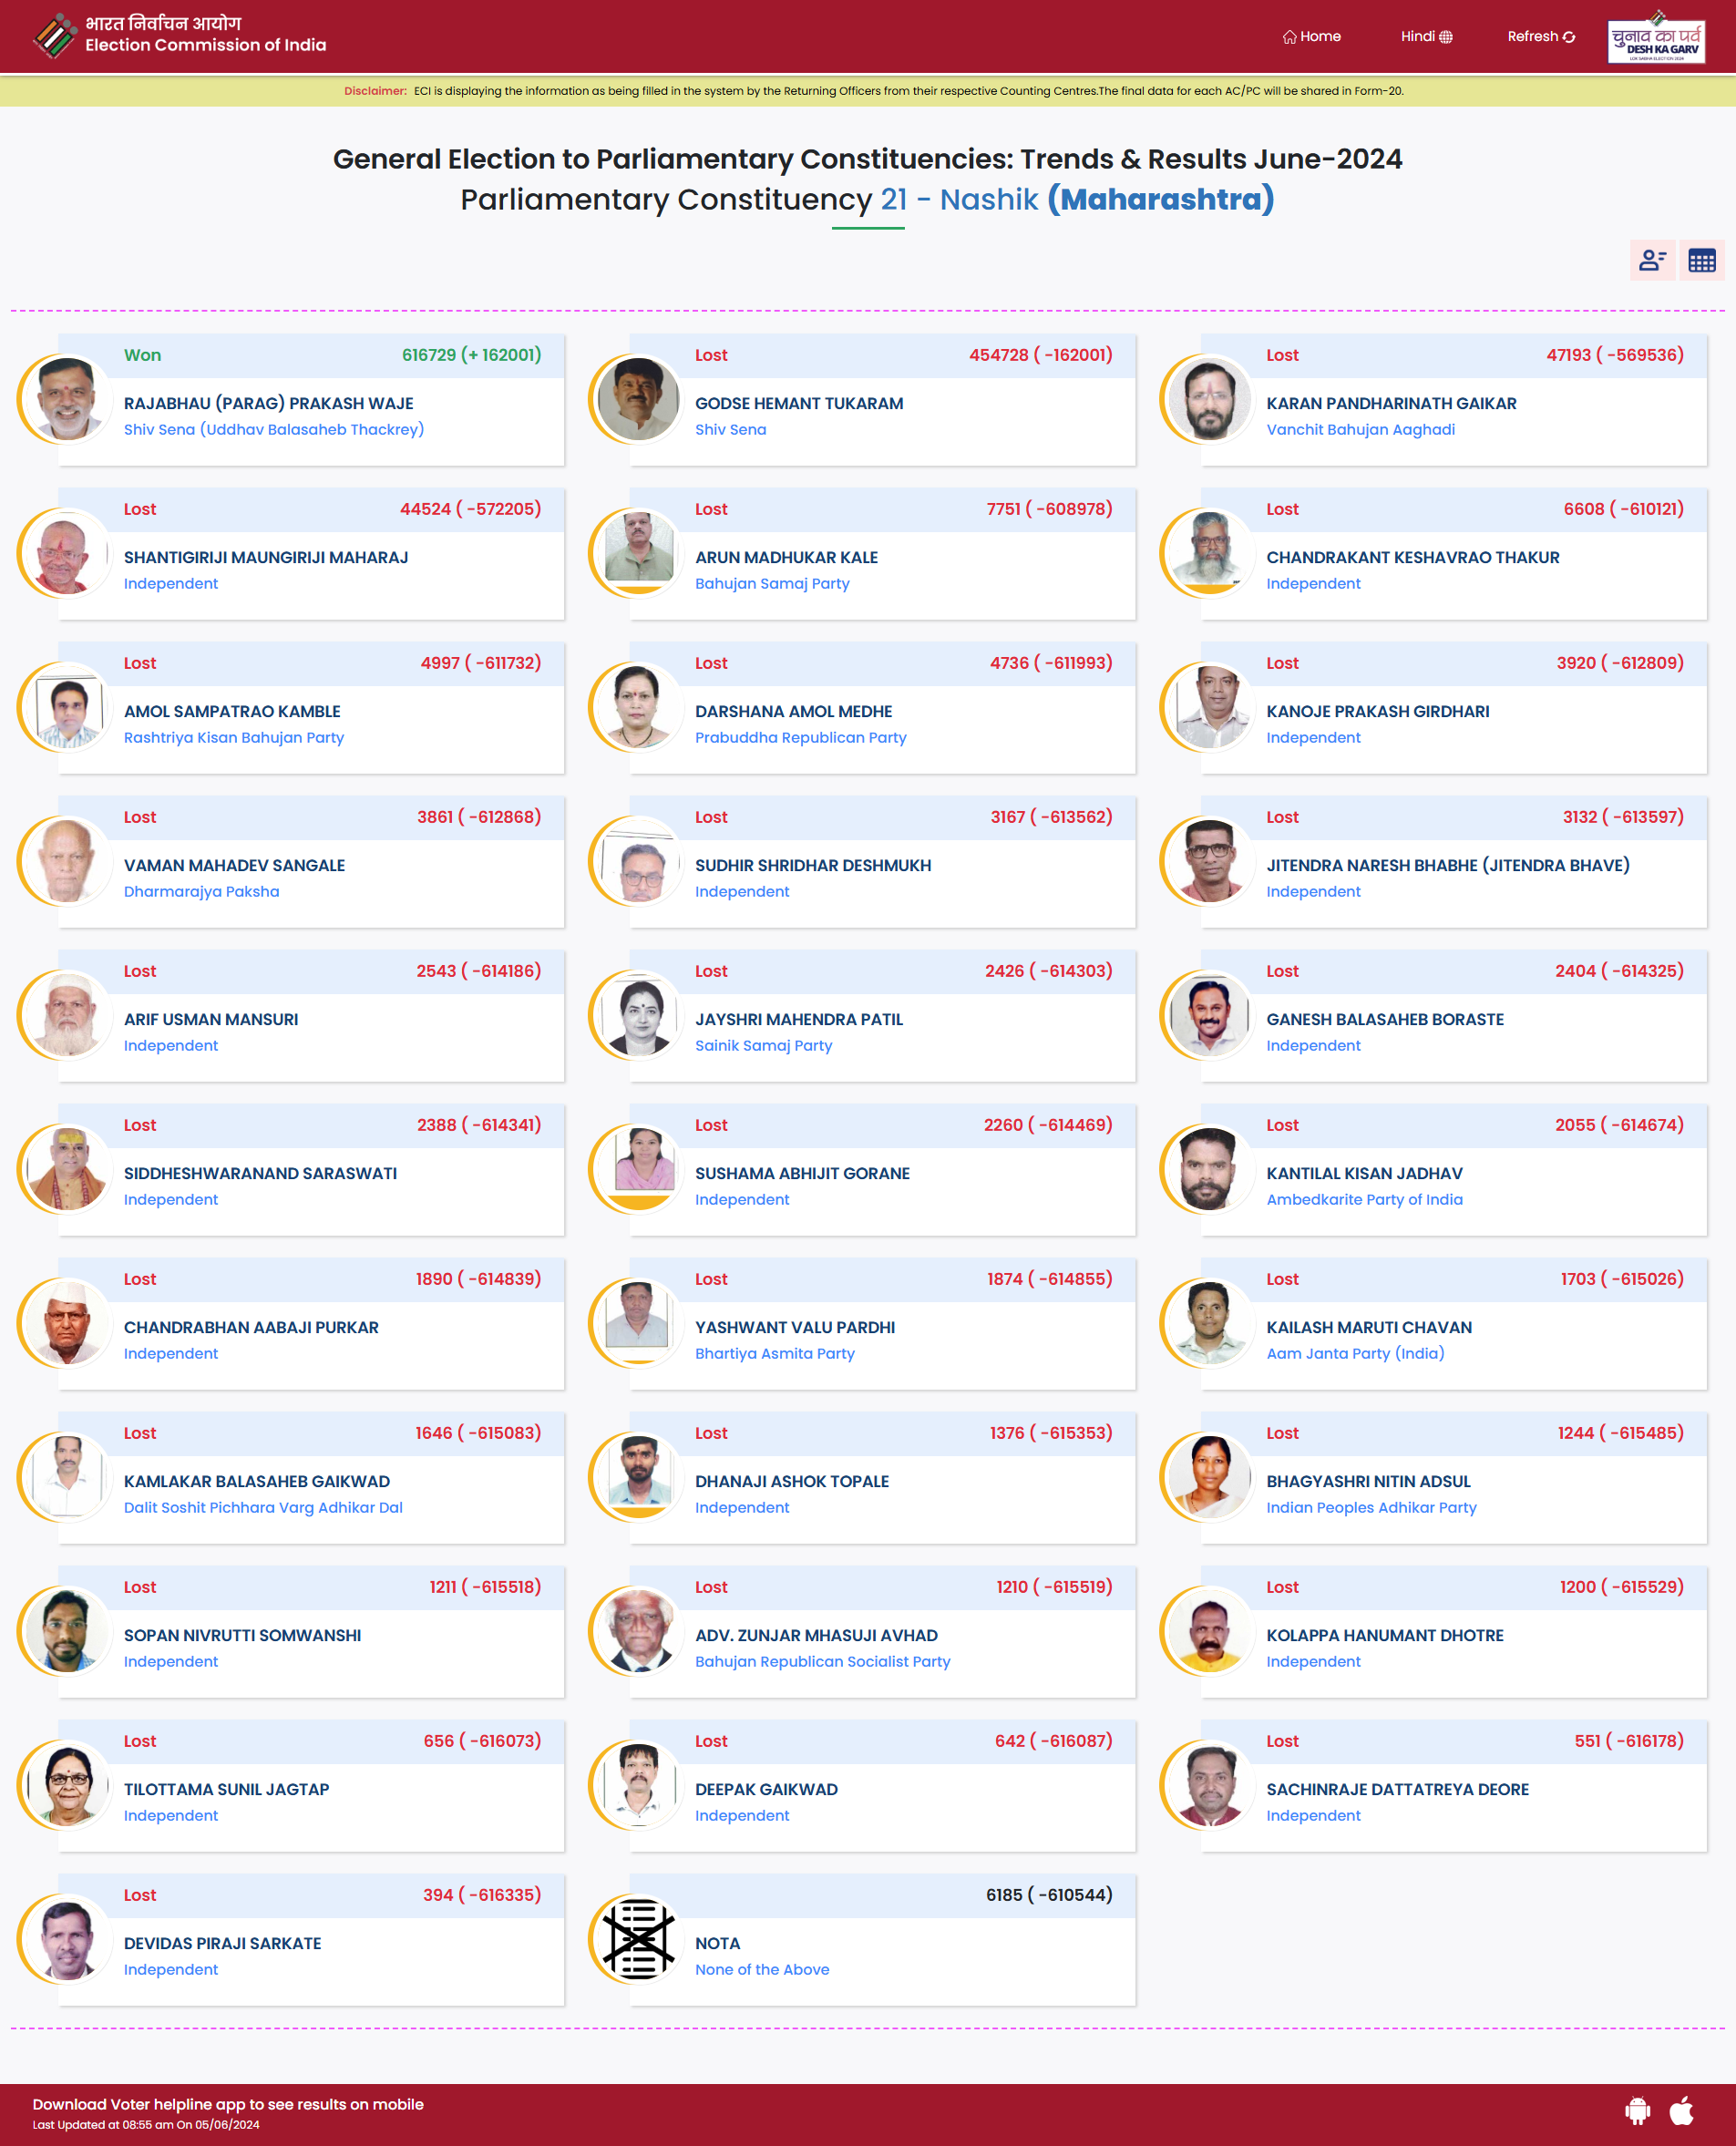 भारत निर्वाचन आयोग
Election Commission of India
Home
Hindi
Refresh
चुनाव का पर्व
DESH KA GARV
LOK SABHA ELECTION 2024
Disclaimer: ECI is displaying the information as being filled in the system by the Returning Officers from their respective Counting Centres.The final data for each AC/PC will be shared in Form-20.
General Election to Parliamentary Constituencies: Trends & Results June-2024
Parliamentary Constituency 21 - Nashik (Maharashtra)
Won 616729 (+ 162001)
RAJABHAU (PARAG) PRAKASH WAJE
Shiv Sena (Uddhav Balasaheb Thackrey)
Lost 454728 ( -162001)
GODSE HEMANT TUKARAM
Shiv Sena
Lost 47193 ( -569536)
KARAN PANDHARINATH GAIKAR
Vanchit Bahujan Aaghadi
Lost 44524 ( -572205)
SHANTIGIRIJI MAUNGIRIJI MAHARAJ
Independent
Lost 7751 ( -608978)
ARUN MADHUKAR KALE
Bahujan Samaj Party
Lost 6608 ( -610121)
CHANDRAKANT KESHAVRAO THAKUR
Independent
Lost 4997 ( -611732)
AMOL SAMPATRAO KAMBLE
Rashtriya Kisan Bahujan Party
Lost 4736 ( -611993)
DARSHANA AMOL MEDHE
Prabuddha Republican Party
Lost 3920 ( -612809)
KANOJE PRAKASH GIRDHARI
Independent
Lost 3861 ( -612868)
VAMAN MAHADEV SANGALE
Dharmarajya Paksha
Lost 3167 ( -613562)
SUDHIR SHRIDHAR DESHMUKH
Independent
Lost 3132 ( -613597)
JITENDRA NARESH BHABHE (JITENDRA BHAVE)
Independent
Lost 2543 ( -614186)
ARIF USMAN MANSURI
Independent
Lost 2426 ( -614303)
JAYSHRI MAHENDRA PATIL
Sainik Samaj Party
Lost 2404 ( -614325)
GANESH BALASAHEB BORASTE
Independent
Lost 2388 ( -614341)
SIDDHESHWARANAND SARASWATI
Independent
Lost 2260 ( -614469)
SUSHAMA ABHIJIT GORANE
Independent
Lost 2055 ( -614674)
KANTILAL KISAN JADHAV
Ambedkarite Party of India
Lost 1890 ( -614839)
CHANDRABHAN AABAJI PURKAR
Independent
Lost 1874 ( -614855)
YASHWANT VALU PARDHI
Bhartiya Asmita Party
Lost 1703 ( -615026)
KAILASH MARUTI CHAVAN
Aam Janta Party (India)
Lost 1646 ( -615083)
KAMLAKAR BALASAHEB GAIKWAD
Dalit Soshit Pichhara Varg Adhikar Dal
Lost 1376 ( -615353)
DHANAJI ASHOK TOPALE
Independent
Lost 1244 ( -615485)
BHAGYASHRI NITIN ADSUL
Indian Peoples Adhikar Party
Lost 1211 ( -615518)
SOPAN NIVRUTTI SOMWANSHI
Independent
Lost 1210 ( -615519)
ADV. ZUNJAR MHASUJI AVHAD
Bahujan Republican Socialist Party
Lost 1200 ( -615529)
KOLAPPA HANUMANT DHOTRE
Independent
Lost 656 ( -616073)
TILOTTAMA SUNIL JAGTAP
Independent
Lost 642 ( -616087)
DEEPAK GAIKWAD
Independent
Lost 551 ( -616178)
SACHINRAJE DATTATREYA DEORE
Independent
Lost 394 ( -616335)
DEVIDAS PIRAJI SARKATE
Independent
6185 ( -610544)
NOTA
None of the Above
Download Voter helpline app to see results on mobile
Last Updated at 08:55 am On 05/06/2024